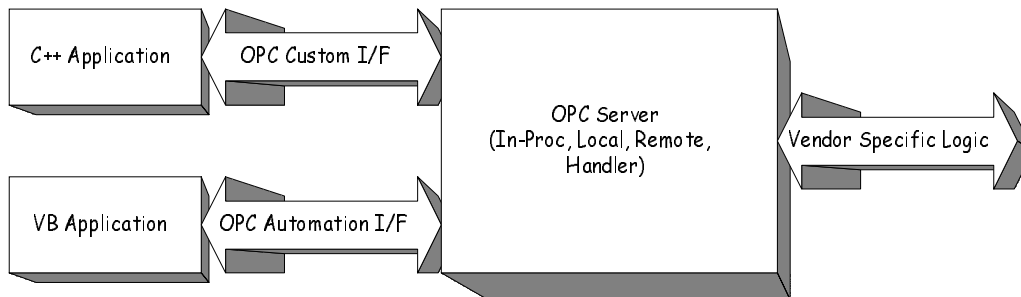 C++ Application
OPC Custom I/F
OPC Server
(In-Proc, Local, Remote,
Handler)
Vendor Specific Logic
VB Application
OPC Automation I/F